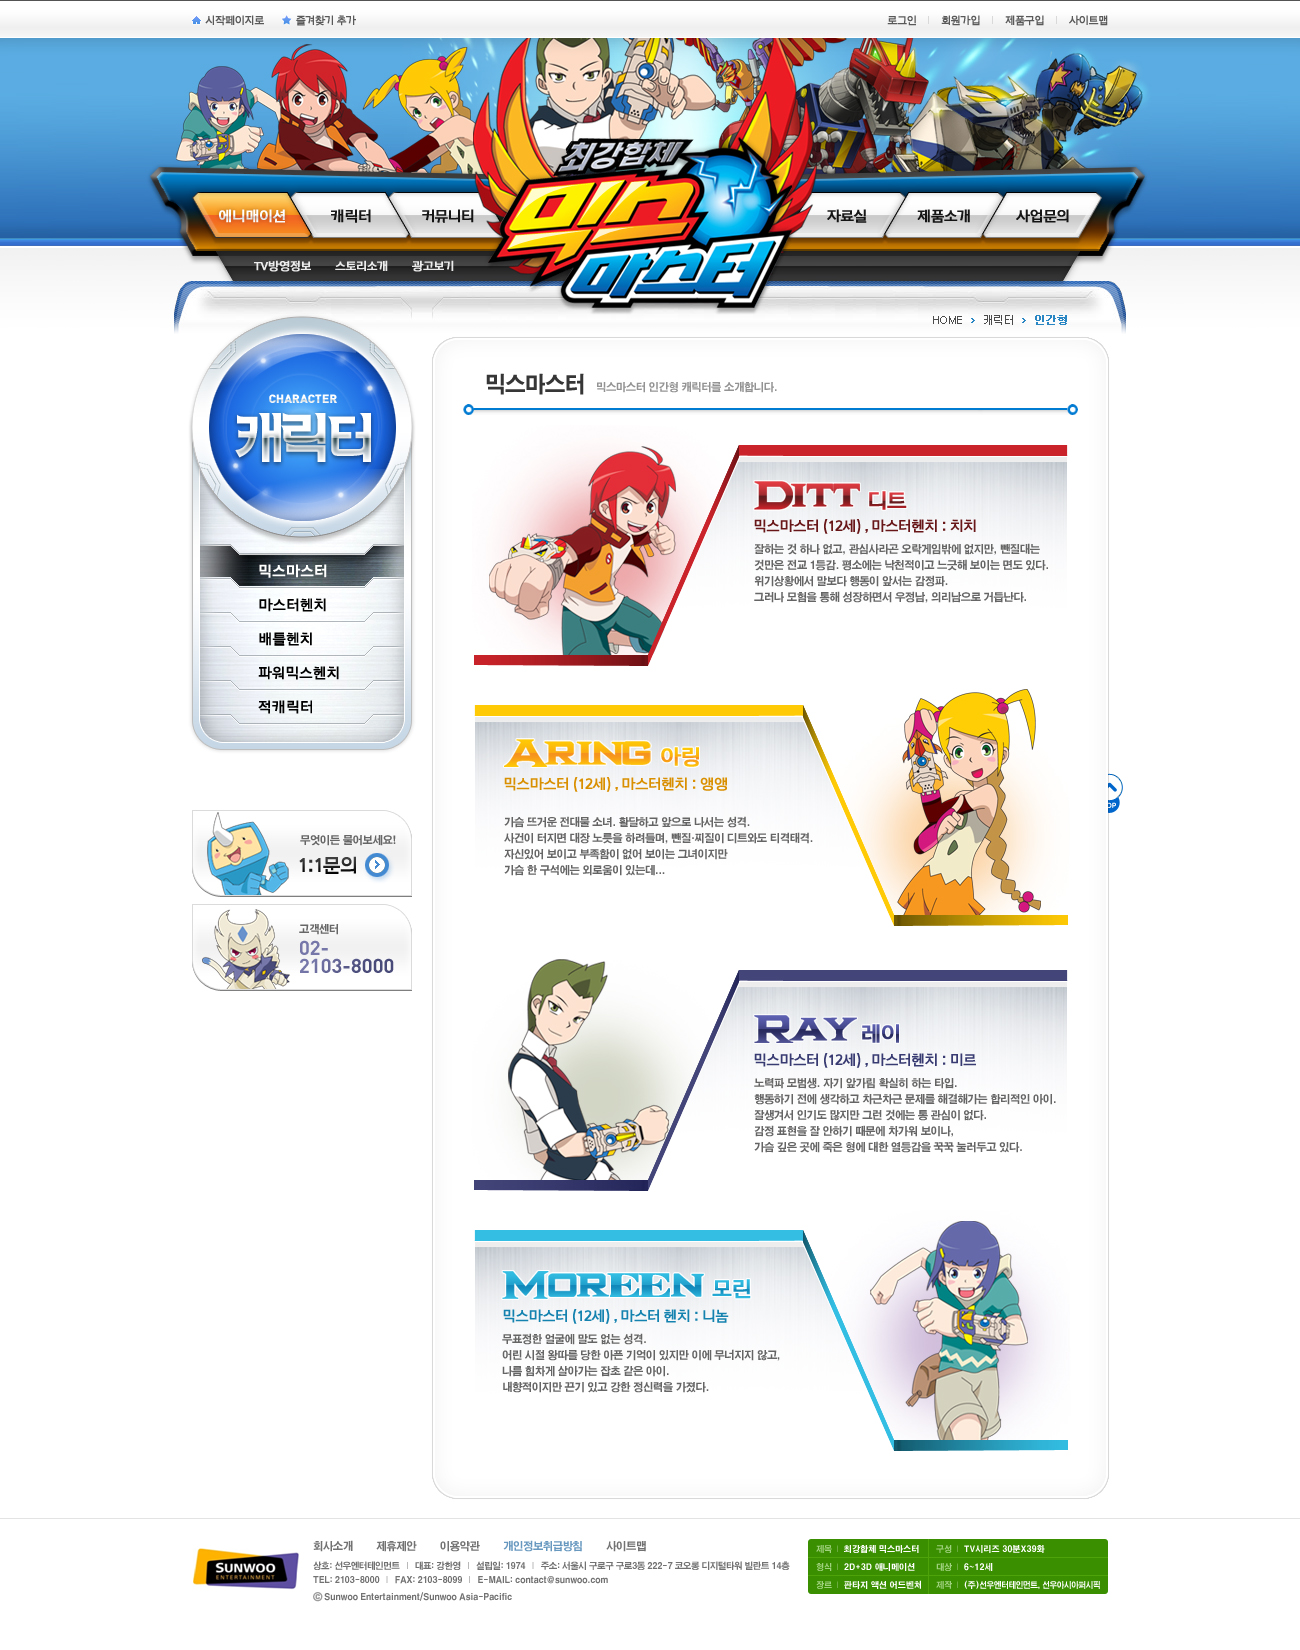 시작페이지로 즐겨찾기 추가
로그인 회원가입 제품구입 사이트맵
최강합체
믹스
마스터
에니매이션 캐릭터 커뮤니티 자료실 제품소개 사업문의
TV방영정보 스토리소개 광고보기
HOME 캐릭터 인간형
CHARACTER
캐릭터
믹스마스터
마스터헨치
배틀헨치
파워믹스헨치
적캐릭터
무엇이든 물어보세요!
1:1문의
고객센터
02-
2103-8000
믹스마스터 믹스마스터 인간형 캐릭터를 소개합니다.
DITT 디트
믹스마스터 (12세) , 마스터헨치 : 치치
잘하는 것 하나 없고, 관심사라곤 오락게임밖에 없지만, 뺀질대는
것만은 전교 1등감. 평소에는 낙천적이고 느긋해 보이는 면도 있다.
위기상황에서 말보다 행동이 앞서는 감정파.
그러나 모험을 통해 성장하면서 우정남, 의리남으로 거듭난다.
ARING 아링
믹스마스터 (12세) , 마스터헨치 : 앵앵
가슴 뜨거운 전대물 소녀. 활달하고 앞으로 나서는 성격.
사건이 터지면 대장 노릇을 하려들며, 뺀질·찌질이 디트와도 티격태격.
자신있어 보이고 부족함이 없어 보이는 그녀이지만
가슴 한 구석에는 외로움이 있는데...
TOP
RAY 레이
믹스마스터 (12세) , 마스터헨치 : 미르
노력파 모범생. 자기 앞가림 확실히 하는 타입.
행동하기 전에 생각하고 차근차근 문제를 해결해가는 합리적인 아이.
잘생겨서 인기도 많지만 그런 것에는 통 관심이 없다.
감정 표현을 잘 안하기 때문에 차가워 보이나,
가슴 깊은 곳에 죽은 형에 대한 열등감을 꾹꾹 눌러두고 있다.
MOREEN 모린
믹스마스터 (12세) , 마스터 헨치 : 니놈
무표정한 얼굴에 말도 없는 성격.
어린 시절 왕따를 당한 아픈 기억이 있지만 이에 무너지지 않고,
나름 힘차게 살아가는 잡초 같은 아이.
내향적이지만 끈기 있고 강한 정신력을 가졌다.
SUNWOO
ENTERTAINMENT
회사소개 제휴제안 이용약관 개인정보취급방침 사이트맵
상호: 선우엔터테인먼트 대표: 강한영 설립일: 1974 주소: 서울시 구로구 구로3동 222-7 코오롱 디지털타워 빌란트 14층
TEL: 2103-8000 FAX: 2103-8099 E-MAIL: contact@sunwoo.com
ⓒ Sunwoo Entertainment/Sunwoo Asia-Pacific
제목 최강합체 믹스마스터 구성 TV시리즈 30분X39화
형식 2D+3D 애니메이션 대상 6~12세
장르 판타지 액션 어드벤처 제작 (주)선우엔터테인먼트, 선우아시아퍼시픽